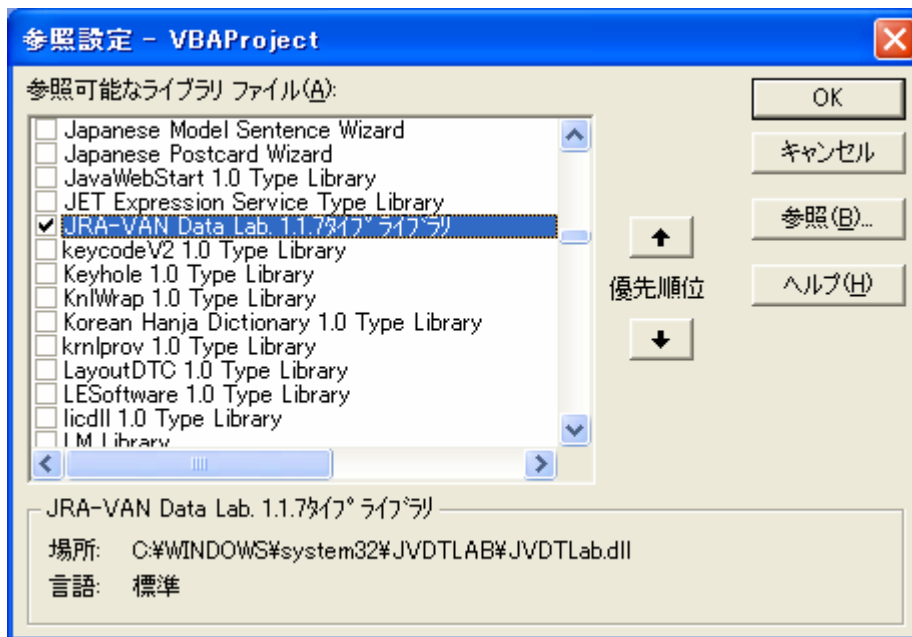 参照設定 - VBAProject
参照可能なライブラリ ファイル(A):
Japanese Model Sentence Wizard
Japanese Postcard Wizard
JavaWebStart 1.0 Type Library
JET Expression Service Type Library
JRA-VAN Data Lab. 1.1.7ﾀｲﾌﾟ ﾗｲﾌﾞﾗﾘ
keycodeV2 1.0 Type Library
Keyhole 1.0 Type Library
KnlWrap 1.0 Type Library
Korean Hanja Dictionary 1.0 Type Library
krnlprov 1.0 Type Library
LayoutDTC 1.0 Type Library
LESoftware 1.0 Type Library
licdll 1.0 Type Library
LM Library
優先順位
OK
キャンセル
参照(B)...
ヘルプ(H)
JRA-VAN Data Lab. 1.1.7ﾀｲﾌﾟ ﾗｲﾌﾞﾗﾘ
場所: C:¥WINDOWS¥system32¥JVDTLAB¥JVDTLab.dll
言語: 標準